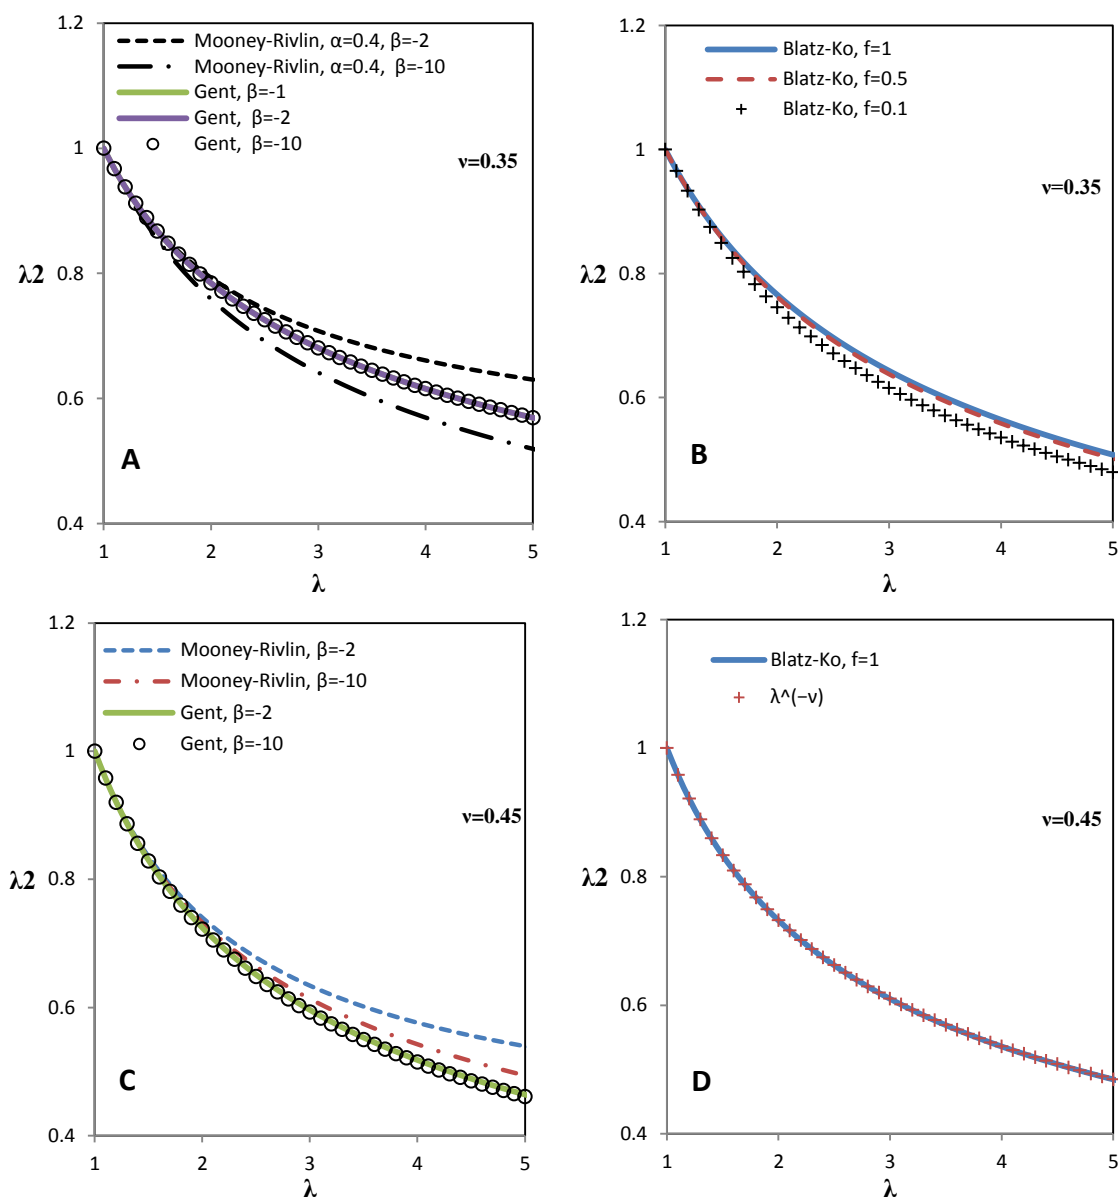 1.2
1
0.8
0.6
0.4
λ2
Mooney-Rivlin, α=0.4, β=-2
Mooney-Rivlin, α=0.4, β=-10
Gent, β=-1
Gent, β=-2
Gent, β=-10
ν=0.35
A
1 2 3 4 5
λ
1.2
1
0.8
0.6
0.4
λ2
Blatz-Ko, f=1
Blatz-Ko, f=0.5
Blatz-Ko, f=0.1
ν=0.35
B
1 2 3 4 5
λ
1.2
1
0.8
0.6
0.4
λ2
Mooney-Rivlin, β=-2
Mooney-Rivlin, β=-10
Gent, β=-2
Gent, β=-10
ν=0.45
C
1 2 3 4 5
λ
1.2
1
0.8
0.6
0.4
λ2
Blatz-Ko, f=1
λ^(−ν)
ν=0.45
D
1 2 3 4 5
λ